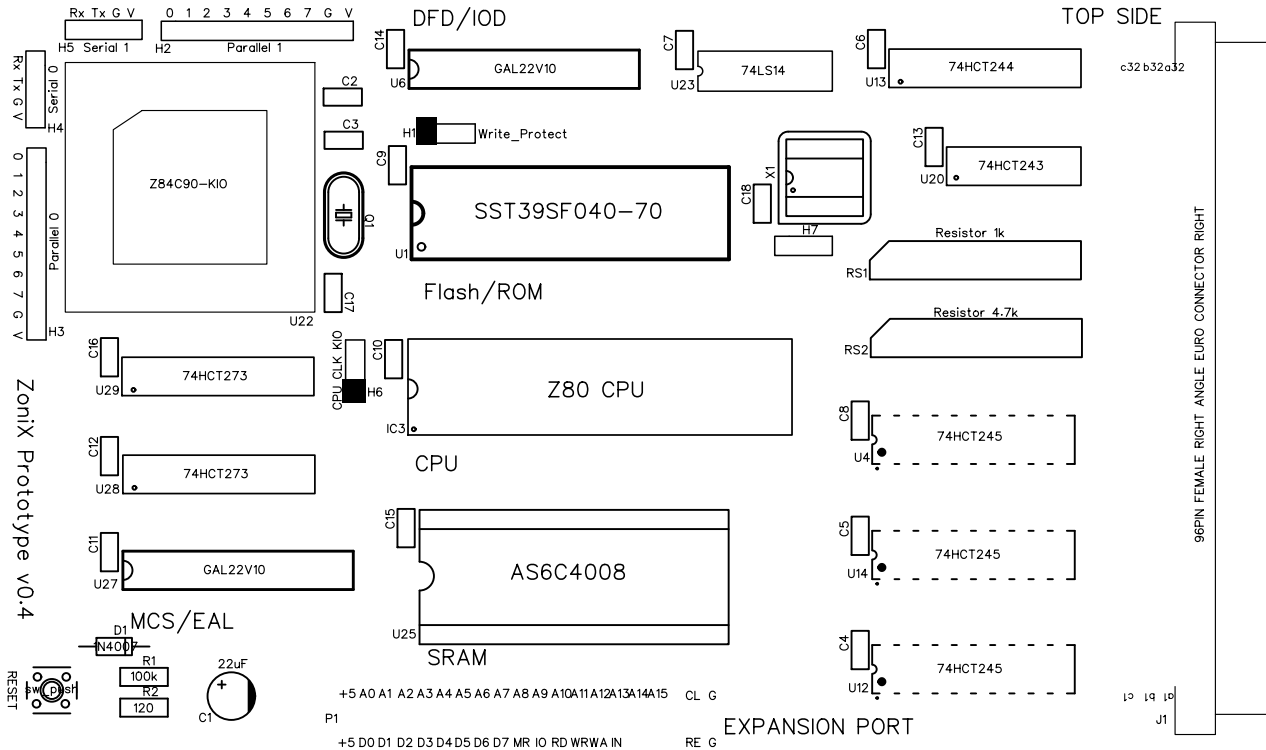 Rx Tx G V
H5 Serial 1
0 1 2 3 4 5 6 7 G V
H2 Parallel 1
DFD/IOD
TOP SIDE
C14
U6
GAL22V10
C7
U23
74LS14
C6
U13
74HCT244
c32 b32 a32
Rx Tx G V
Serial 0
H4
C2
C3
Z84C90-KIO
U22
Q1
C17
H1
Write_Protect
C9
SST39SF040-70
U1
Flash/ROM
X1
C18
H7
C13
U20
74HCT243
Resistor 1k
RS1
Resistor 4.7k
RS2
0 1 2 3 4 5 6 7 G V
Parallel 0
H3
C16
U29
74HCT273
CPU CLK KIO
H6
C10
Z80 CPU
IC3
CPU
C8
U4
74HCT245
96PIN FEMALE RIGHT ANGLE EURO CONNECTOR RIGHT
ZoniX Prototype v0.4
C12
U28
74HCT273
C15
AS6C4008
U25
SRAM
C5
U14
74HCT245
C11
U27
GAL22V10
MCS/EAL
D1
1N4007
R1
100k
R2
120
22uF
+
C1
RESET
sw_push
C4
U12
74HCT245
+5 A0 A1 A2 A3 A4 A5 A6 A7 A8 A9 A10 A11 A12 A13 A14 A15 CL G
P1
+5 D0 D1 D2 D3 D4 D5 D6 D7 MR IO RD WR WA IN RE G
EXPANSION PORT
c1 b1 a1
J1